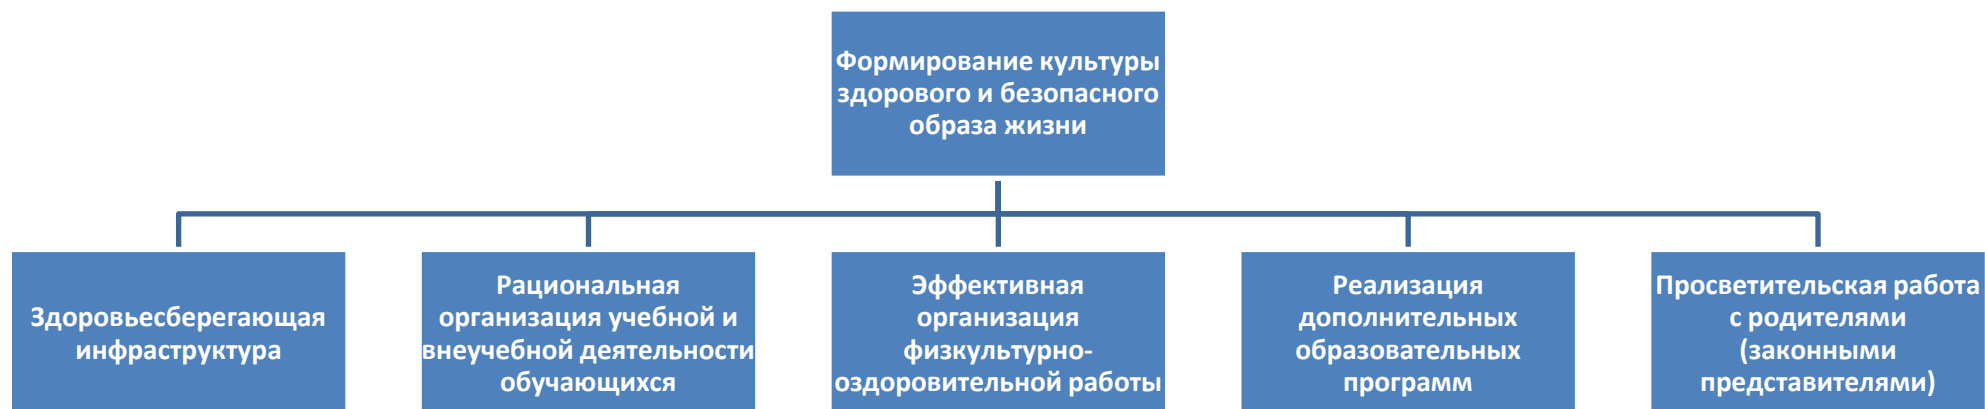 Формирование культуры
здорового и безопасного
образа жизни
Здоровьесберегающая
инфраструктура
Рациональная
организация учебной и
внеучебной деятельности
обучающихся
Эффективная
организация
физкультурно-
оздоровительной работы
Реализация
дополнительных
образовательных
программ
Просветительская работа
с родителями
(законными
представителями)